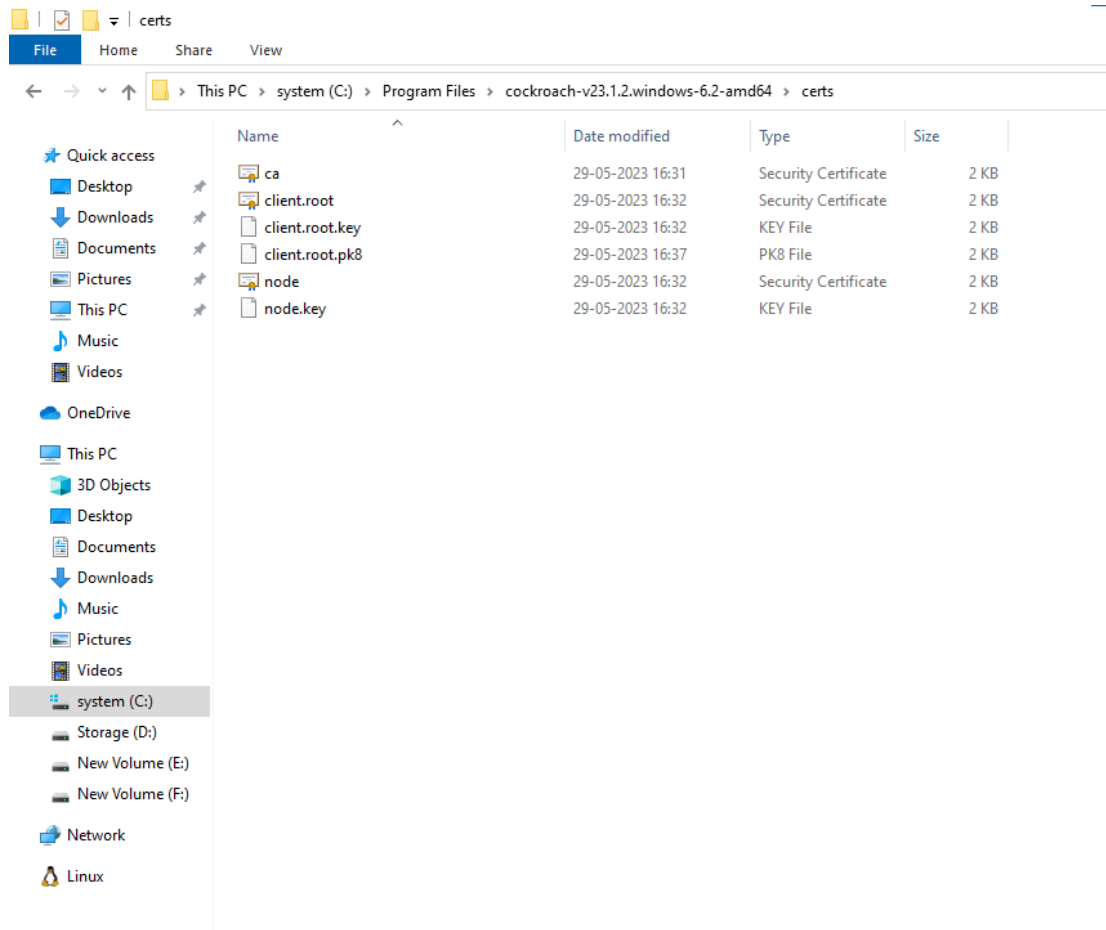 certs
File Home Share View
This PC > system (C:) > Program Files > cockroach-v23.1.2.windows-6.2-amd64 > certs
Name Date modified Type Size
Quick access
Desktop
Downloads
Documents
Pictures
This PC
Music
Videos
OneDrive
This PC
3D Objects
Desktop
Documents
Downloads
Music
Pictures
Videos
system (C:)
Storage (D:)
New Volume (E:)
New Volume (F:)
Network
Linux
ca 29-05-2023 16:31 Security Certificate 2 KB
client.root 29-05-2023 16:32 Security Certificate 2 KB
client.root.key 29-05-2023 16:32 KEY File 2 KB
client.root.pk8 29-05-2023 16:37 PK8 File 2 KB
node 29-05-2023 16:32 Security Certificate 2 KB
node.key 29-05-2023 16:32 KEY File 2 KB